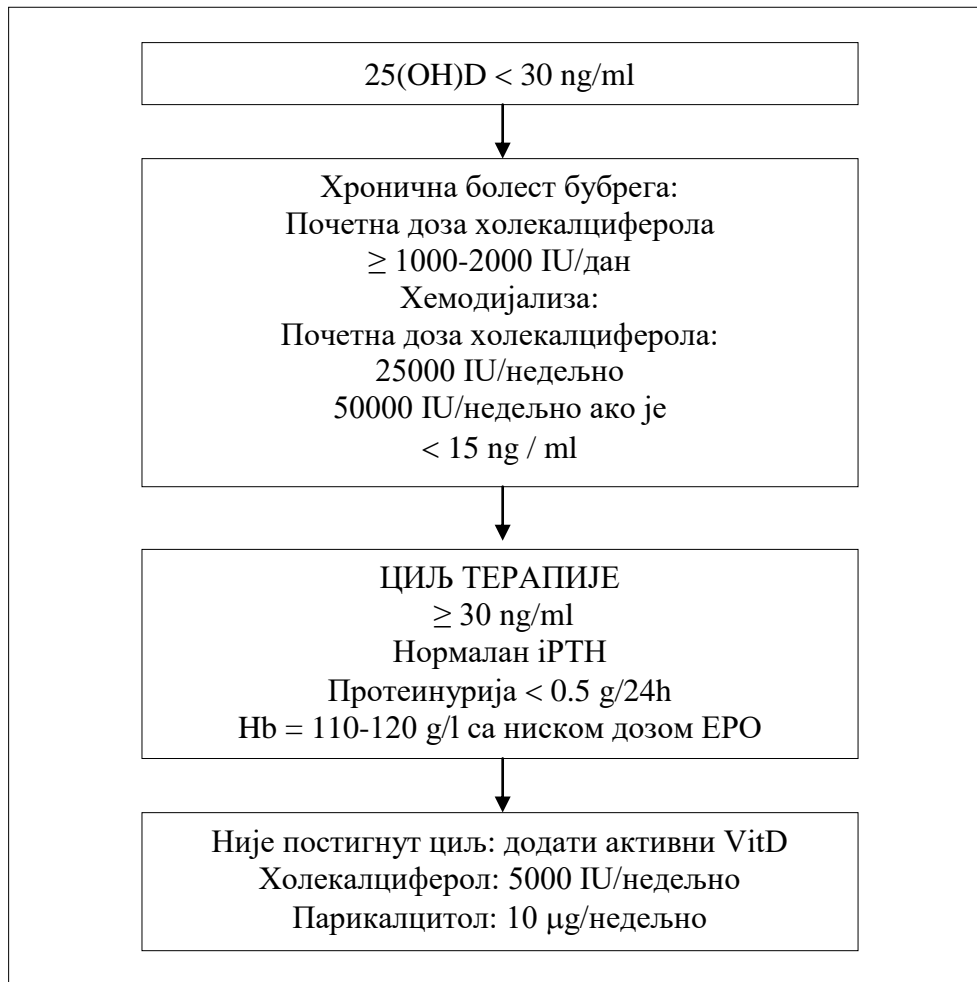 25(OH)D < 30 ng/ml
Хронична болест бубрега:
Почетна доза холекалциферола
≥ 1000-2000 IU/дан
Хемодијализа:
Почетна доза холекалциферола:
25000 IU/недељно
50000 IU/недељно ако је
< 15 ng / ml
ЦИЉ ТЕРАПИЈЕ
≥ 30 ng/ml
Нормалан iPTH
Протеинурија < 0.5 g/24h
Hb = 110-120 g/l са ниском дозом EPO
Није постигнут циљ: додати активни VitD
Холекалциферол: 5000 IU/недељно
Парикалцитол: 10 μg/недељно